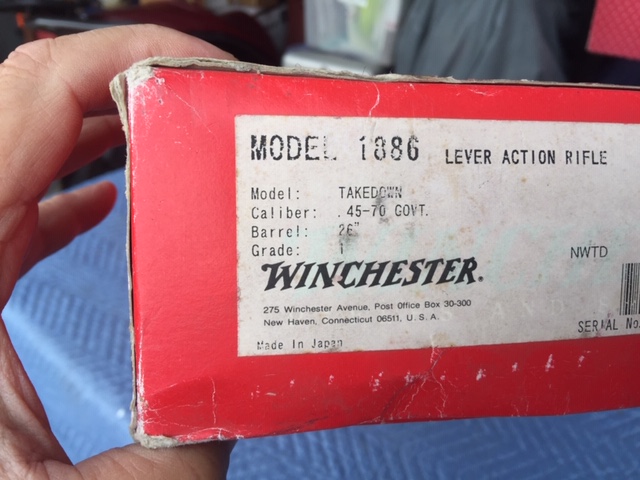 MODEL 1886 LEVER ACTION RIFLE
Model: TAKEDOWN
Caliber: .45-70 GOVT.
Barrel: 26"
Grade: 1
NWTD
WINCHESTER.
275 Winchester Avenue, Post Office Box 30-300
New Haven, Connecticut 06511, U.S.A.
SERIAL No.
Made In Japan